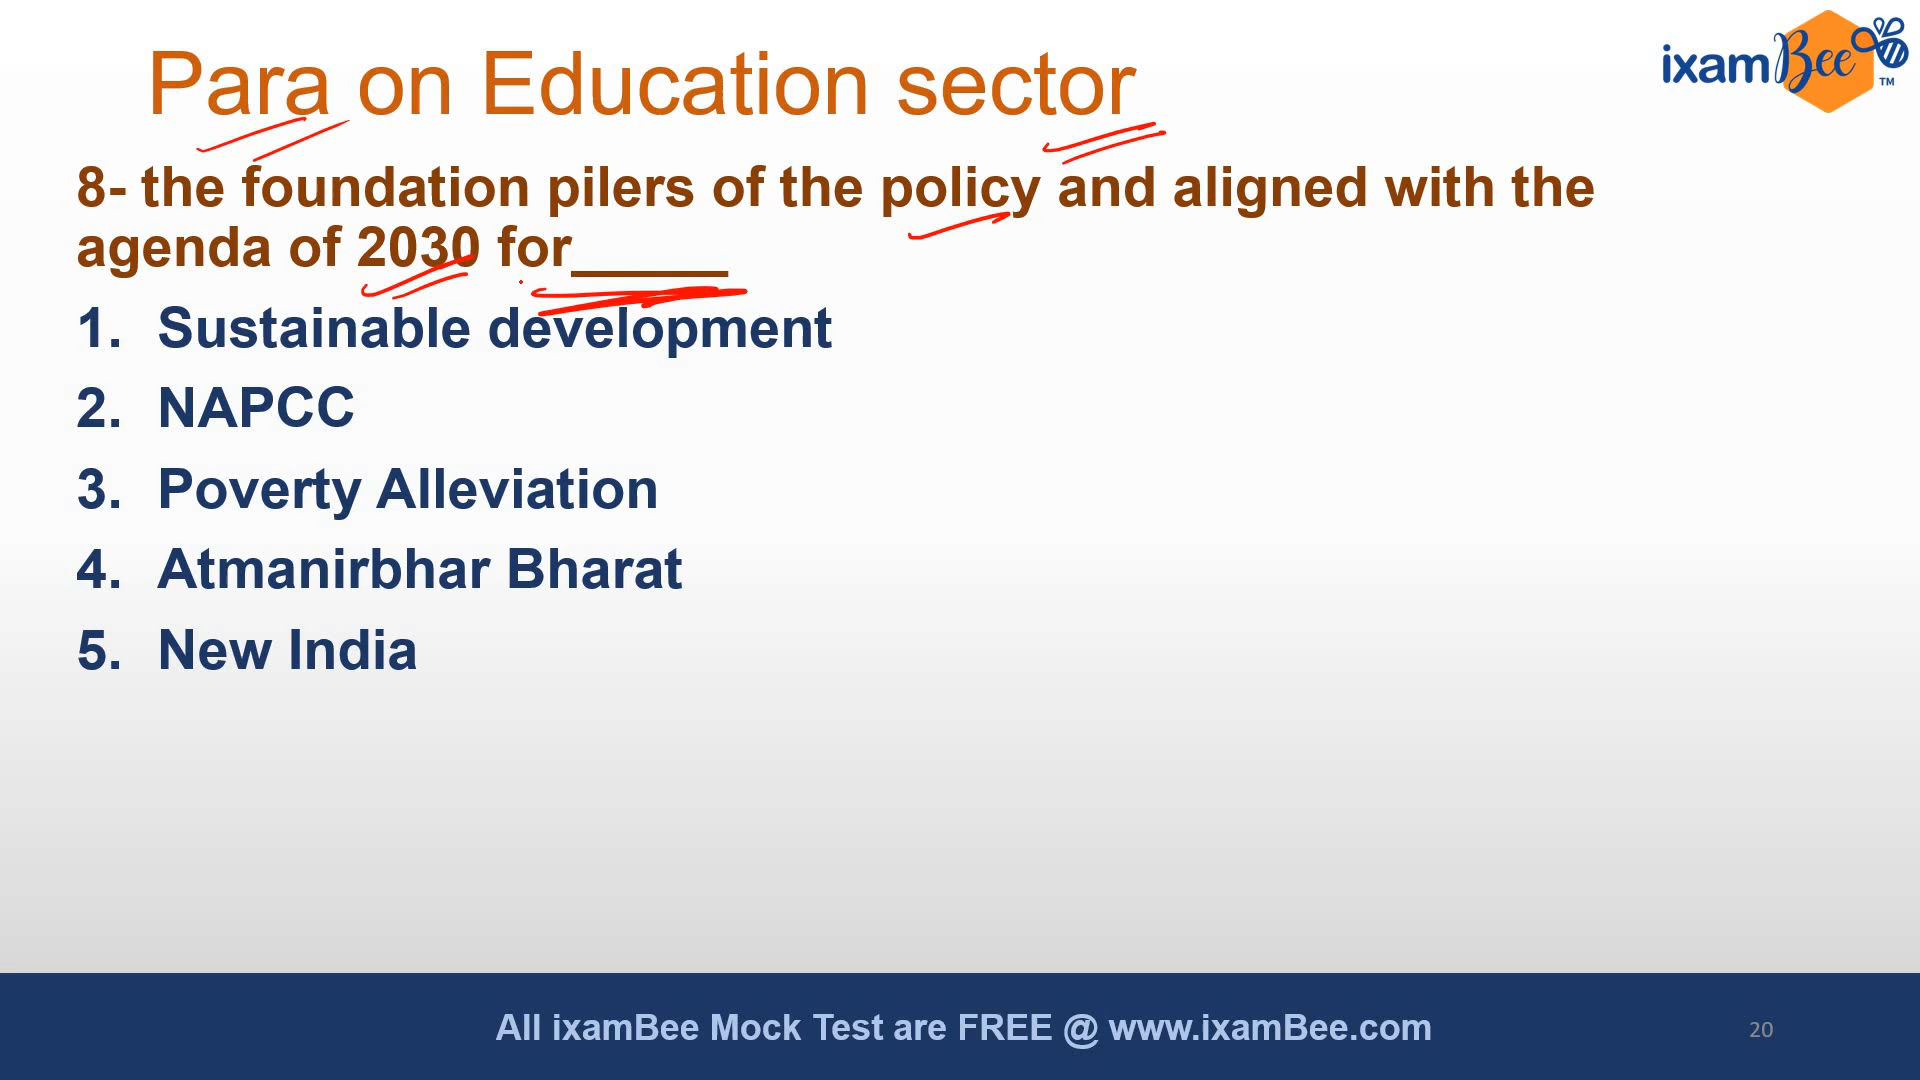 ixamBee™
Para on Education sector
8- the foundation pilers of the policy and aligned with the
agenda of 2030 for______
1. Sustainable development
2. NAPCC
3. Poverty Alleviation
4. Atmanirbhar Bharat
5. New India
All ixamBee Mock Test are FREE @ www.ixamBee.com
20